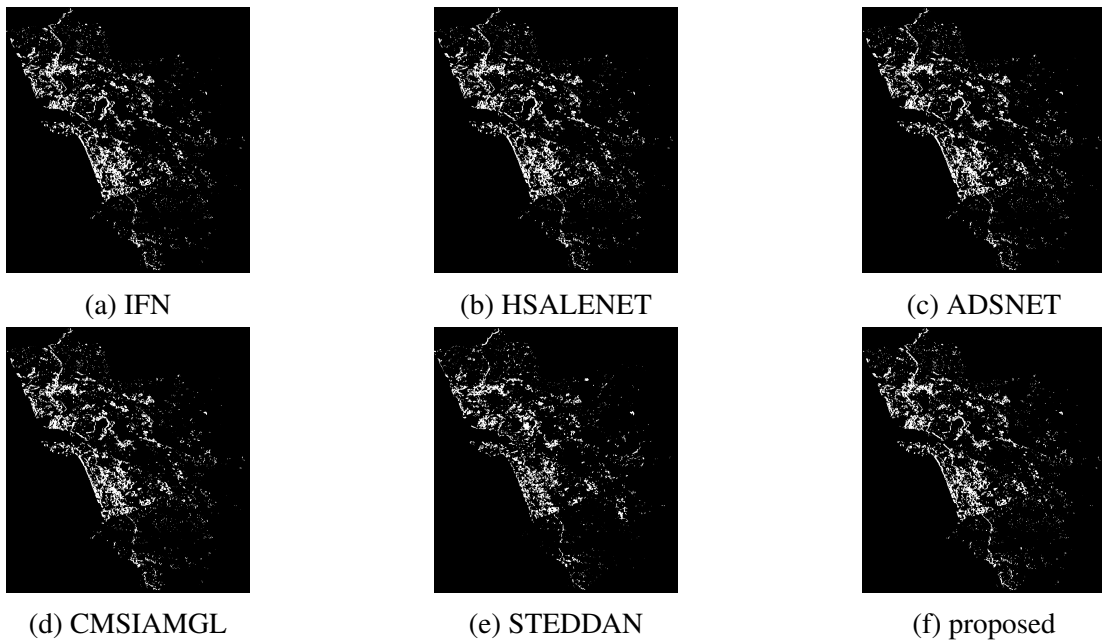 (a) IFN
(b) HSALENET
(c) ADSNET
(d) CMSIAMGL
(e) STEDDAN
(f) proposed